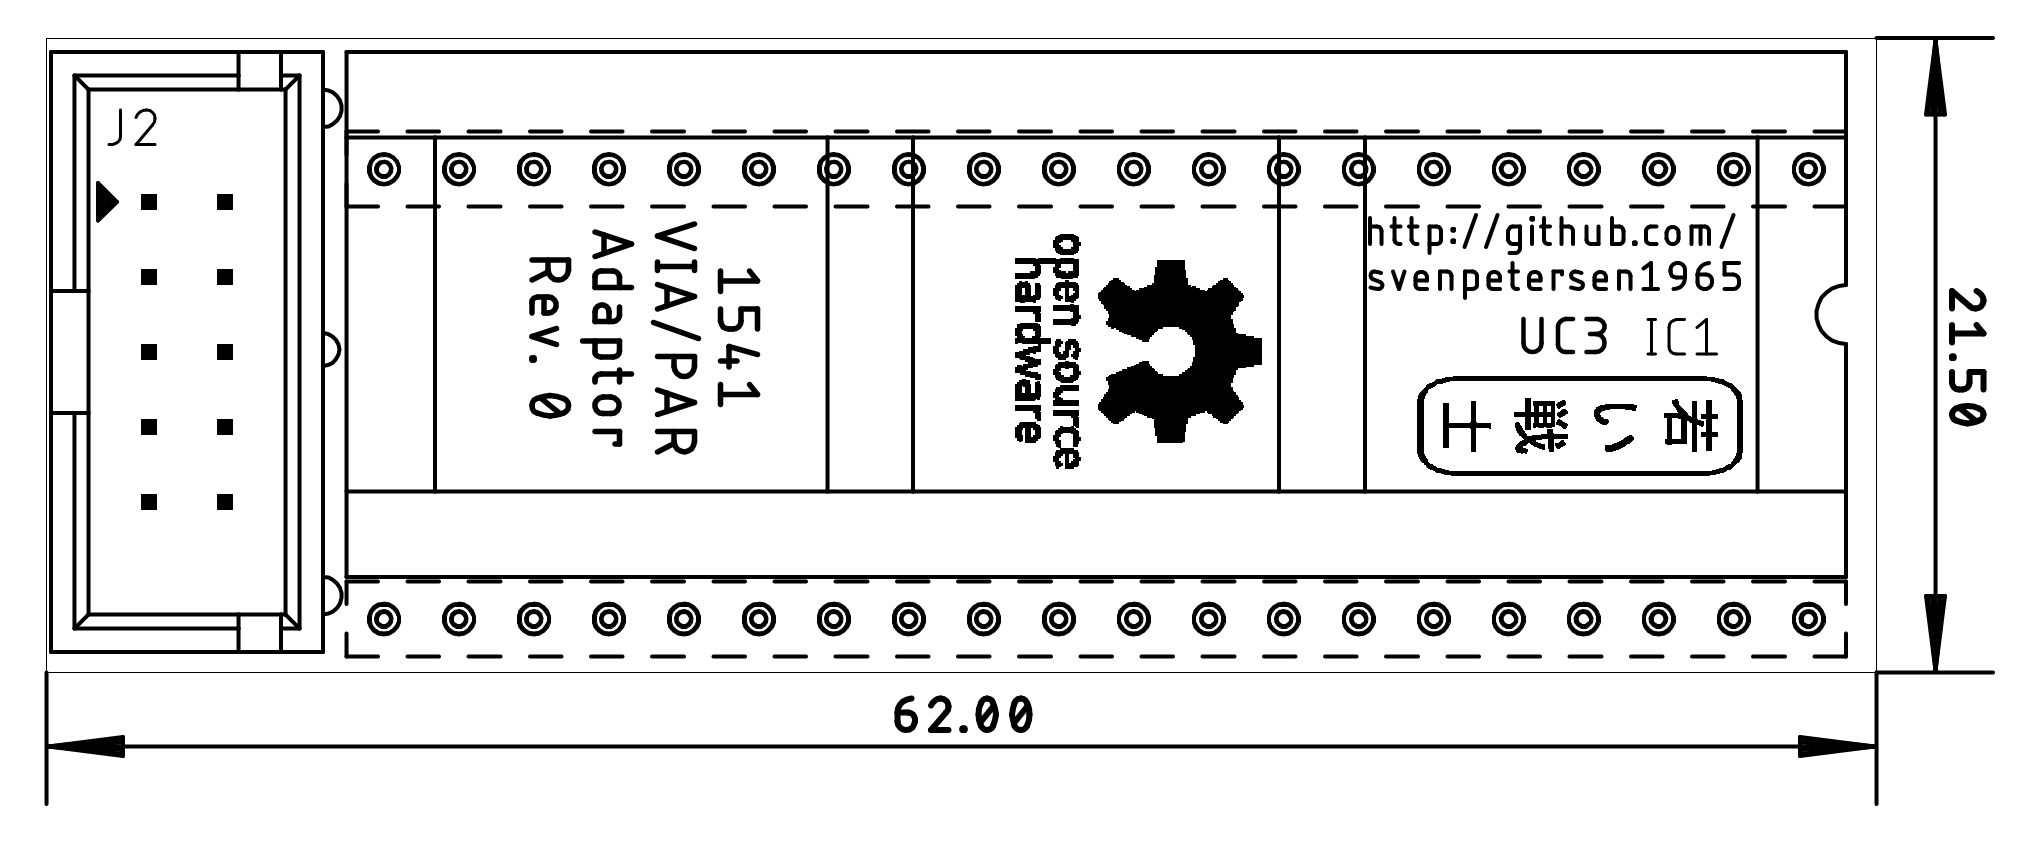 J2
1541
VIA/PAR
Adaptor
Rev. 0
open source
hardware
http://github.com/
svenpetersen1965
UC3 IC1
若い戦士
21.50
62.00